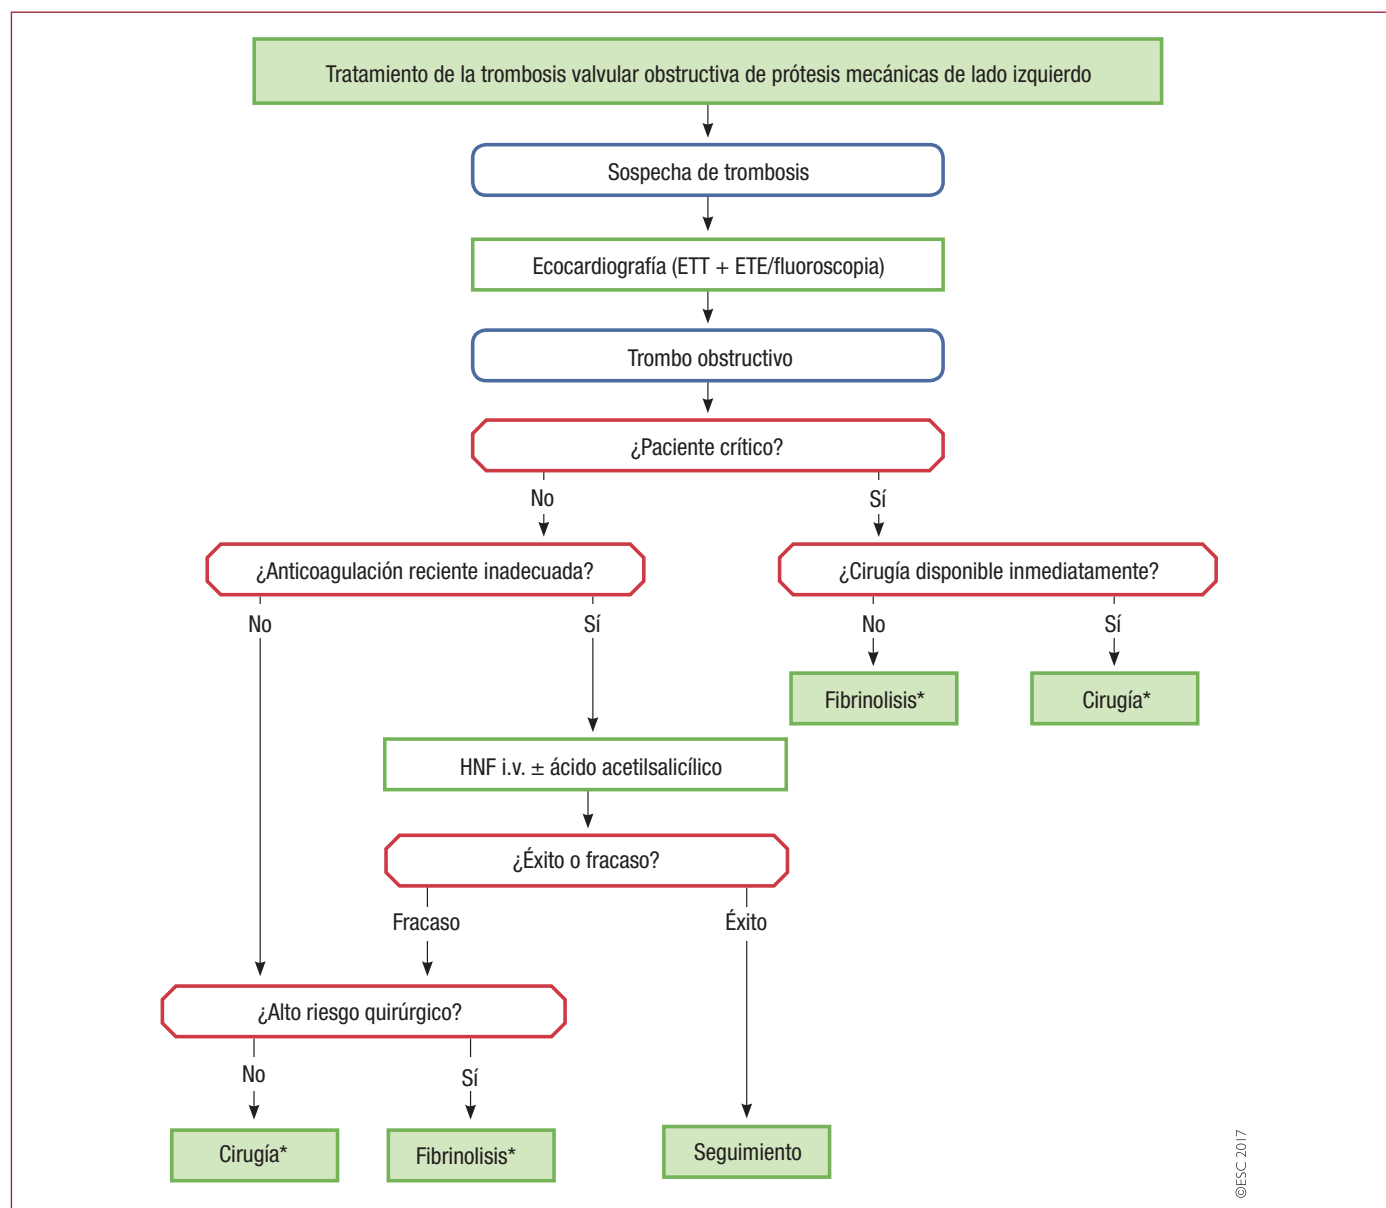 Tratamiento de la trombosis valvular obstructiva de prótesis mecánicas de lado izquierdo
Sospecha de trombosis
Ecocardiografía (ETT + ETE/fluoroscopia)
Trombo obstructivo
¿Paciente crítico?
No
Sí
¿Anticoagulación reciente inadecuada?
¿Cirugía disponible inmediatamente?
No
Sí
No
Sí
Fibrinolisis*
Cirugía*
HNF i.v. ± ácido acetilsalicílico
¿Éxito o fracaso?
Fracaso
Éxito
¿Alto riesgo quirúrgico?
No
Sí
Cirugía*
Fibrinolisis*
Seguimiento
©ESC 2017